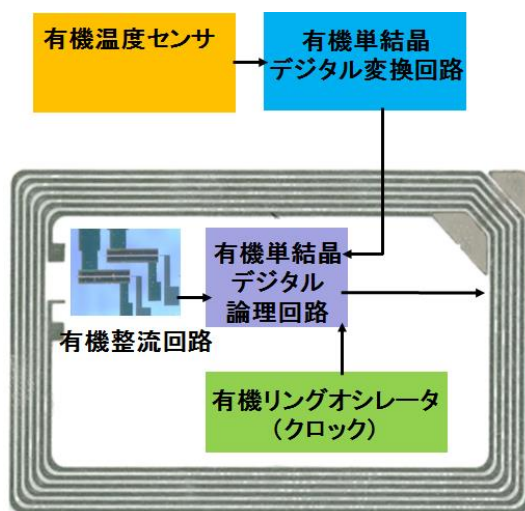 有機温度センサ
有機単結晶
デジタル変換回路
有機単結晶
デジタル
論理回路
有機整流回路
有機リングオシレータ
(クロック)